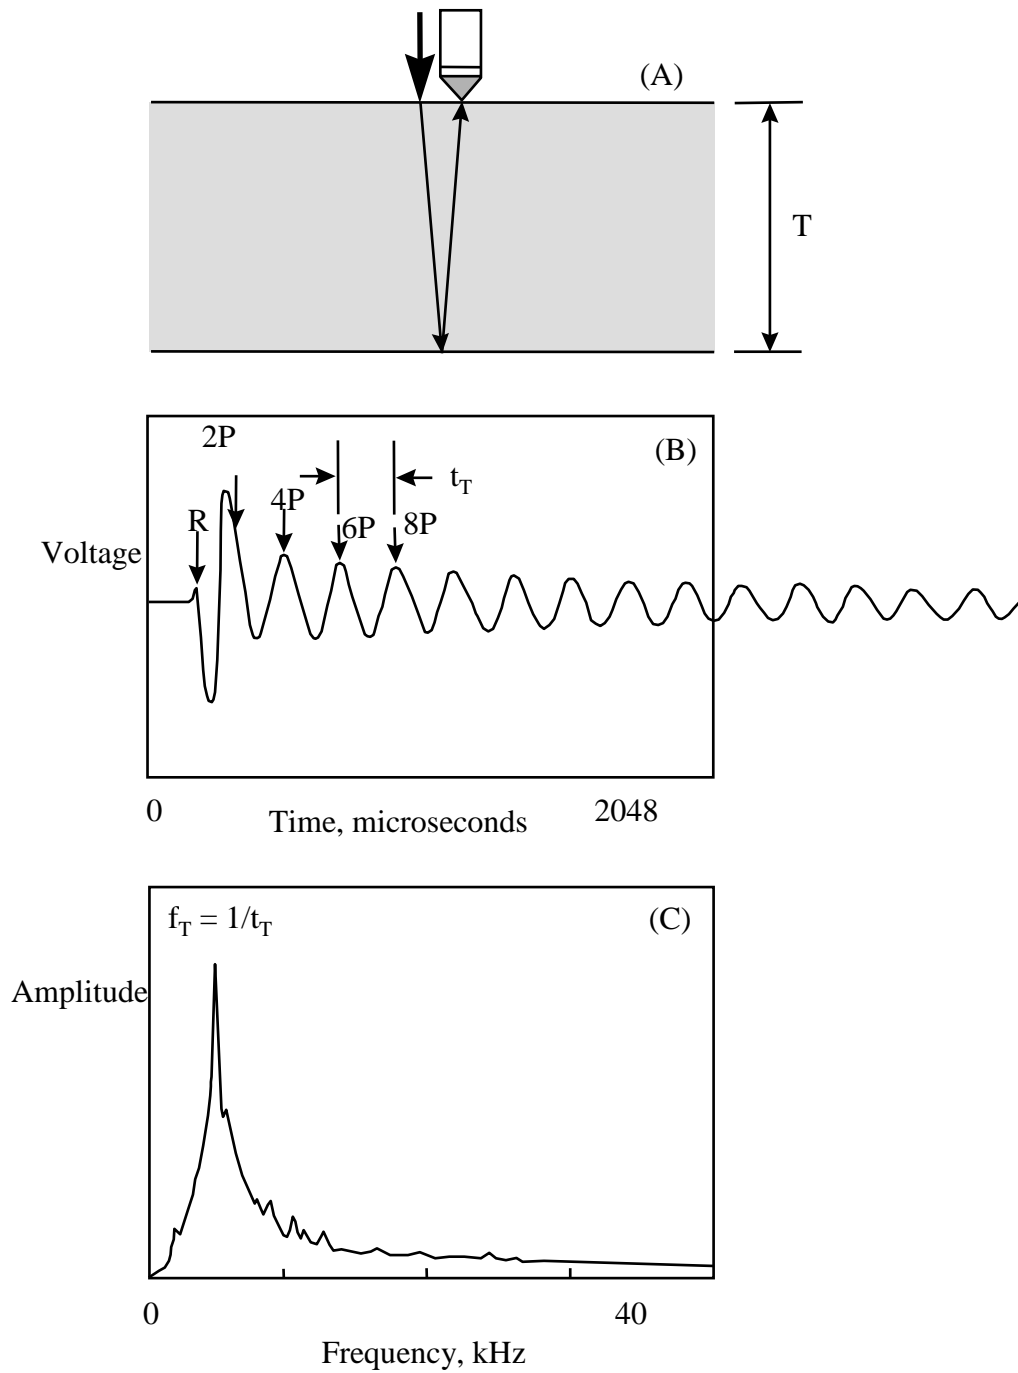 (A)
T
2P
(B)
t_T
4P
R
6P
8P
Voltage
0
Time, microseconds
2048
f_T = 1/t_T
(C)
Amplitude
0
40
Frequency, kHz